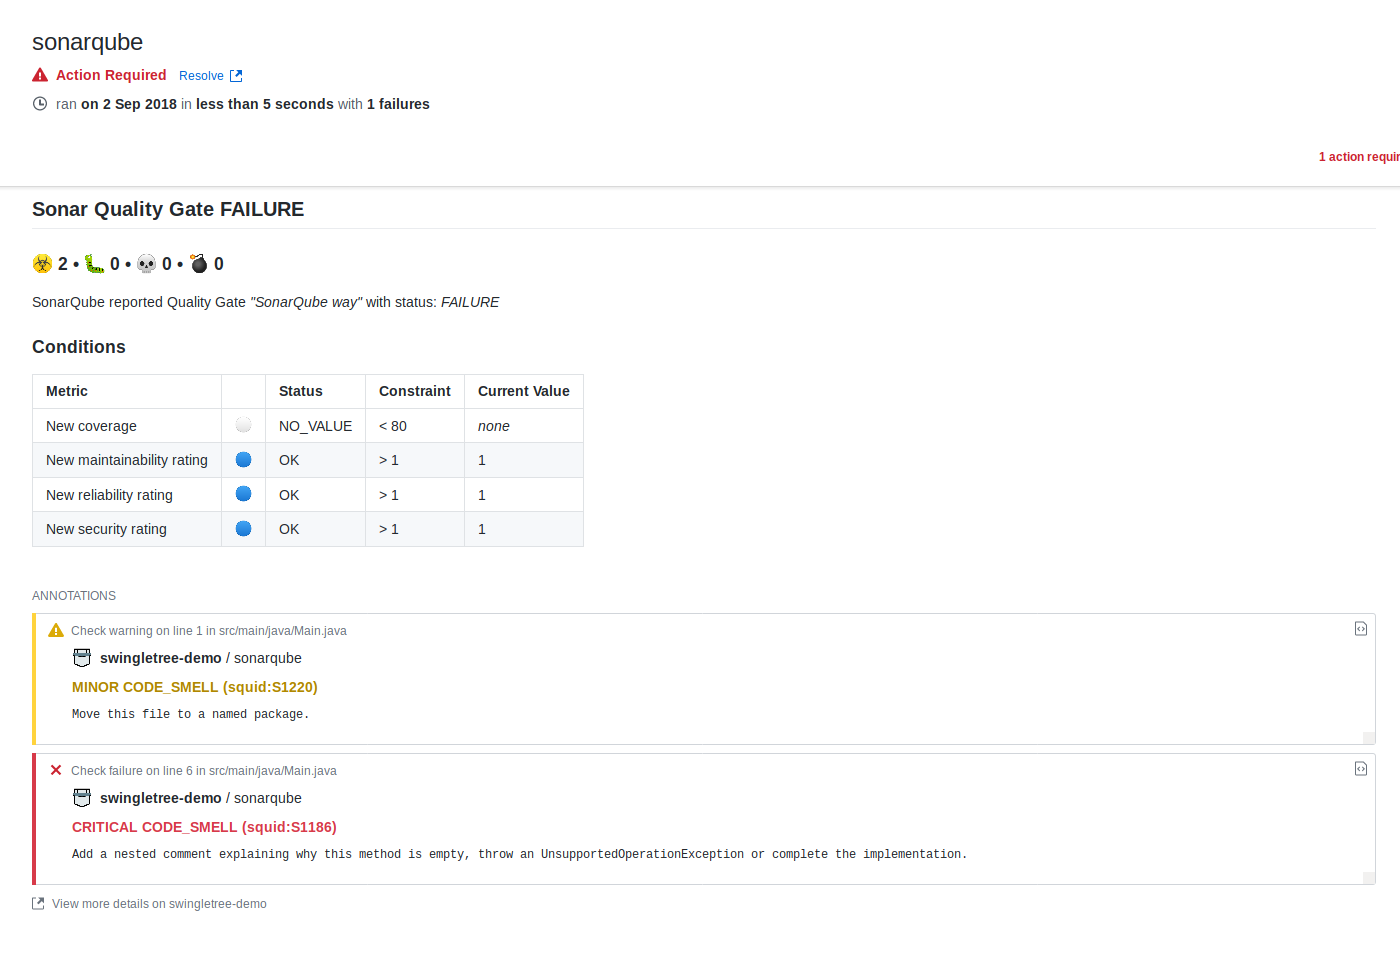 sonarqube
Action Required Resolve
ran on 2 Sep 2018 in less than 5 seconds with 1 failures
1 action requir
Sonar Quality Gate FAILURE
2 • 0 • 0 • 0
SonarQube reported Quality Gate "SonarQube way" with status: FAILURE
Conditions
Metric Status Constraint Current Value
New coverage NO_VALUE < 80 none
New maintainability rating OK > 1 1
New reliability rating OK > 1 1
New security rating OK > 1 1
ANNOTATIONS
Check warning on line 1 in src/main/java/Main.java
swingletree-demo / sonarqube
MINOR CODE_SMELL (squid:S1220)
Move this file to a named package.
Check failure on line 6 in src/main/java/Main.java
swingletree-demo / sonarqube
CRITICAL CODE_SMELL (squid:S1186)
Add a nested comment explaining why this method is empty, throw an UnsupportedOperationException or complete the implementation.
View more details on swingletree-demo